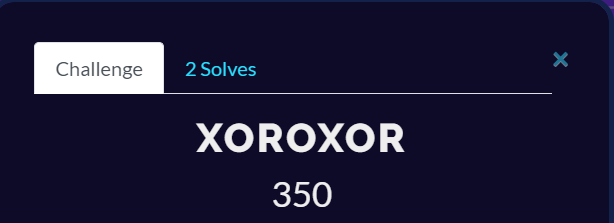 Challenge
2 Solves
×
XOROXOR
350